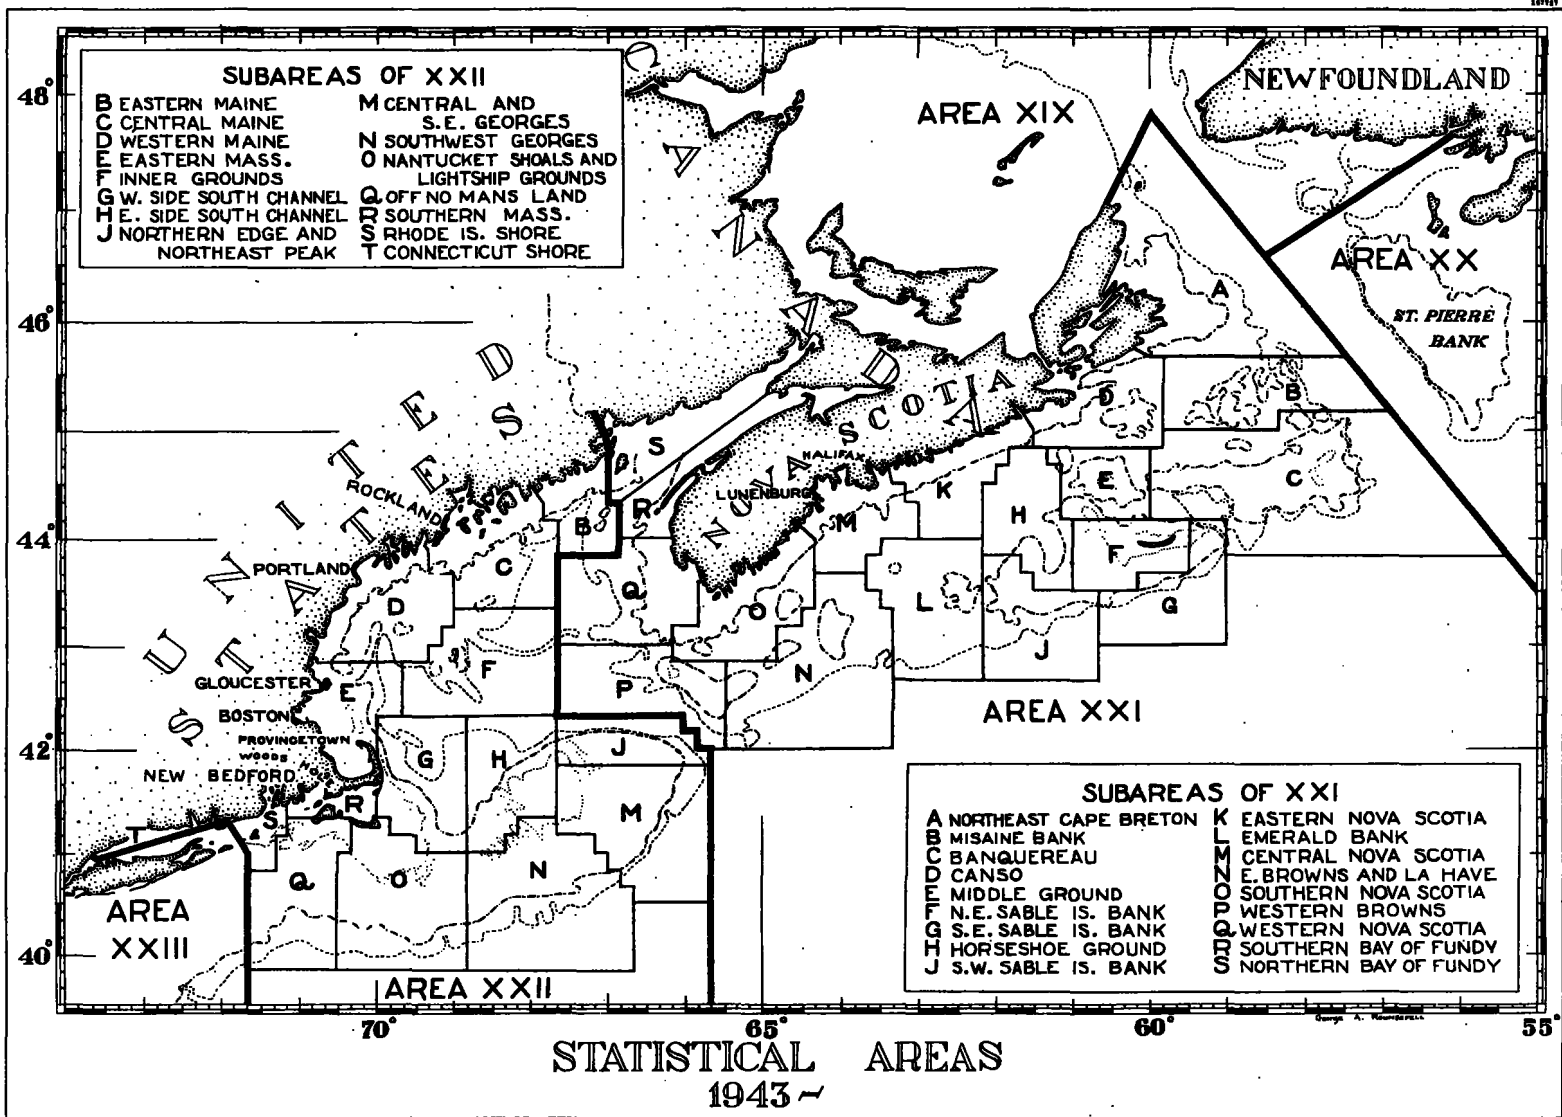 SUBAREAS OF XXII
B EASTERN MAINE
C CENTRAL MAINE
D WESTERN MAINE
E EASTERN MASS.
F INNER GROUNDS
G W. SIDE SOUTH CHANNEL
H E. SIDE SOUTH CHANNEL
J NORTHERN EDGE AND
NORTHEAST PEAK
M CENTRAL AND
S.E. GEORGES
N SOUTHWEST GEORGES
O NANTUCKET SHOALS AND
LIGHTSHIP GROUNDS
Q OFF NO MANS LAND
R SOUTHERN MASS.
S RHODE IS. SHORE
T CONNECTICUT SHORE
CANADA
NEWFOUNDLAND
AREA XIX
AREA XX
ST. PIERRE
BANK
UNITED
STATES
NOVA SCOTIA
HALIFAX
LUNENBURG
ROCKLAND
PORTLAND
GLOUCESTER
BOSTON
PROVINCETOWN
WOODS HOLE
NEW BEDFORD
A
B
C
D
E
F
G
H
J
K
L
M
N
O
P
Q
R
S
B
C
D
E
F
G
H
J
M
N
O
Q
R
S
T
AREA XXI
AREA XXII
AREA
XXIII
SUBAREAS OF XXI
A NORTHEAST CAPE BRETON
B MISAINE BANK
C BANQUEREAU
D CANSO
E MIDDLE GROUND
F N.E. SABLE IS. BANK
G S.E. SABLE IS. BANK
H HORSESHOE GROUND
J S.W. SABLE IS. BANK
K EASTERN NOVA SCOTIA
L EMERALD BANK
M CENTRAL NOVA SCOTIA
N E. BROWNS AND LA HAVE
O SOUTHERN NOVA SCOTIA
P WESTERN BROWNS
Q WESTERN NOVA SCOTIA
R SOUTHERN BAY OF FUNDY
S NORTHERN BAY OF FUNDY
48°
46°
44°
42°
40°
70°
65°
60°
55°
George A. Rounsefell
STATISTICAL AREAS
1943~